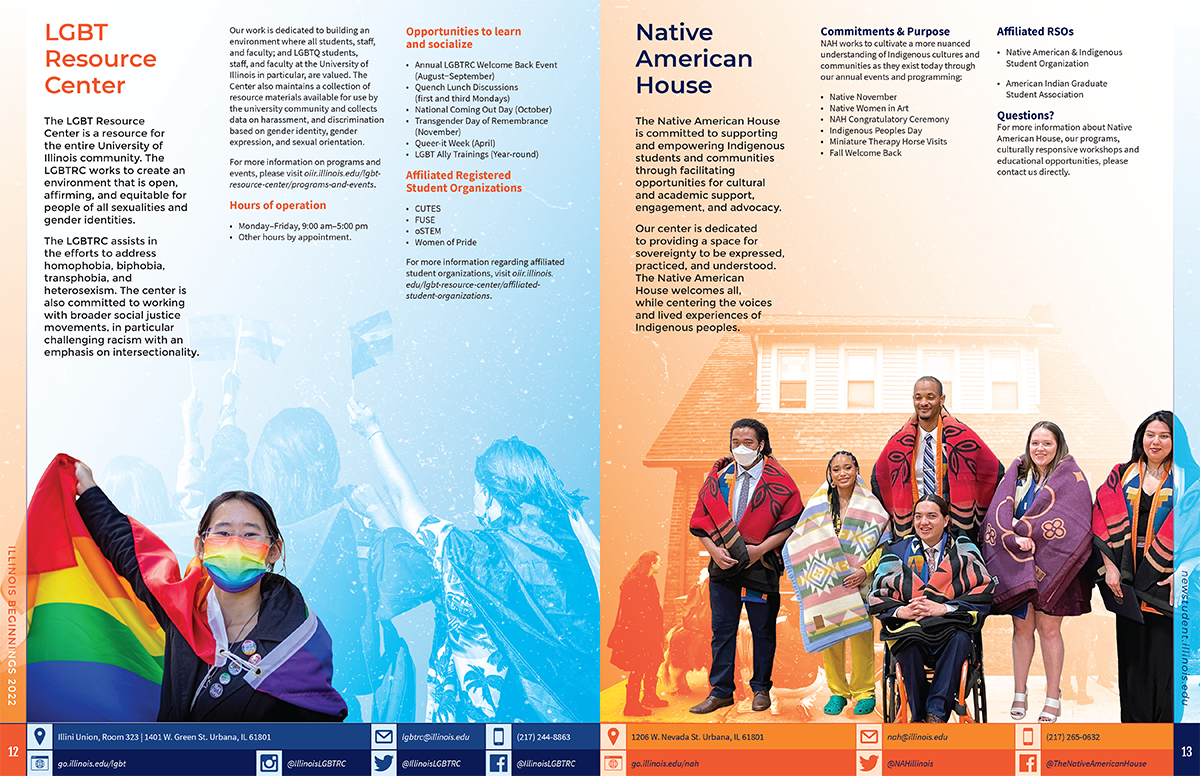 LGBT
Resource
Center
The LGBT Resource
Center is a resource for
the entire University of
Illinois community. The
LGBTRC works to create an
environment that is open,
affirming, and equitable for
people of all sexualities and
gender identities.
The LGBTRC assists in
the efforts to address
homophobia, biphobia,
transphobia, and
heterosexism. The center is
also committed to working
with broader social justice
movements, in particular
challenging racism with an
emphasis on intersectionality.
Our work is dedicated to building an
environment where all students, staff,
and faculty; and LGBTQ students,
staff, and faculty at the University of
Illinois in particular, are valued. The
Center also maintains a collection of
resource materials available for use by
the university community and collects
data on harassment, and discrimination
based on gender identity, gender
expression, and sexual orientation.
For more information on programs and
events, please visit oiir.illinois.edu/lgbt-
resource-center/programs-and-events.
Hours of operation
• Monday–Friday, 9:00 am–5:00 pm
• Other hours by appointment.
Opportunities to learn
and socialize
• Annual LGBTRC Welcome Back Event
(August–September)
• Quench Lunch Discussions
(first and third Mondays)
• National Coming Out Day (October)
• Transgender Day of Remembrance
(November)
• Queer-it Week (April)
• LGBT Ally Trainings (Year-round)
Affiliated Registered
Student Organizations
• CUTES
• FUSE
• oSTEM
• Women of Pride
For more information regarding affiliated
student organizations, visit oiir.illinois.
edu/lgbt-resource-center/affiliated-
student-organizations.
ILLINOIS BEGINNINGS 2022
12
Illini Union, Room 323 | 1401 W. Green St. Urbana, IL 61801
lgbtrc@illinois.edu
(217) 244-8863
go.illinois.edu/lgbt
@IllinoisLGBTRC
@IllinoisLGBTRC
@IllinoisLGBTRC
Native
American
House
The Native American House
is committed to supporting
and empowering Indigenous
students and communities
through facilitating
opportunities for cultural
and academic support,
engagement, and advocacy.
Our center is dedicated
to providing a space for
sovereignty to be expressed,
practiced, and understood.
The Native American
House welcomes all,
while centering the voices
and lived experiences of
Indigenous peoples.
Commitments & Purpose
NAH works to cultivate a more nuanced
understanding of Indigenous cultures and
communities as they exist today through
our annual events and programming:
• Native November
• Native Women in Art
• NAH Congratulatory Ceremony
• Indigenous Peoples Day
• Miniature Therapy Horse Visits
• Fall Welcome Back
Affiliated RSOs
• Native American & Indigenous
Student Organization
• American Indian Graduate
Student Association
Questions?
For more information about Native
American House, our programs,
culturally responsive workshops and
educational opportunities, please
contact us directly.
newstudent.illinois.edu
1206 W. Nevada St. Urbana, IL 61801
nah@illinois.edu
(217) 265-0632
go.illinois.edu/nah
@NAHillinois
@TheNativeAmericanHouse
13